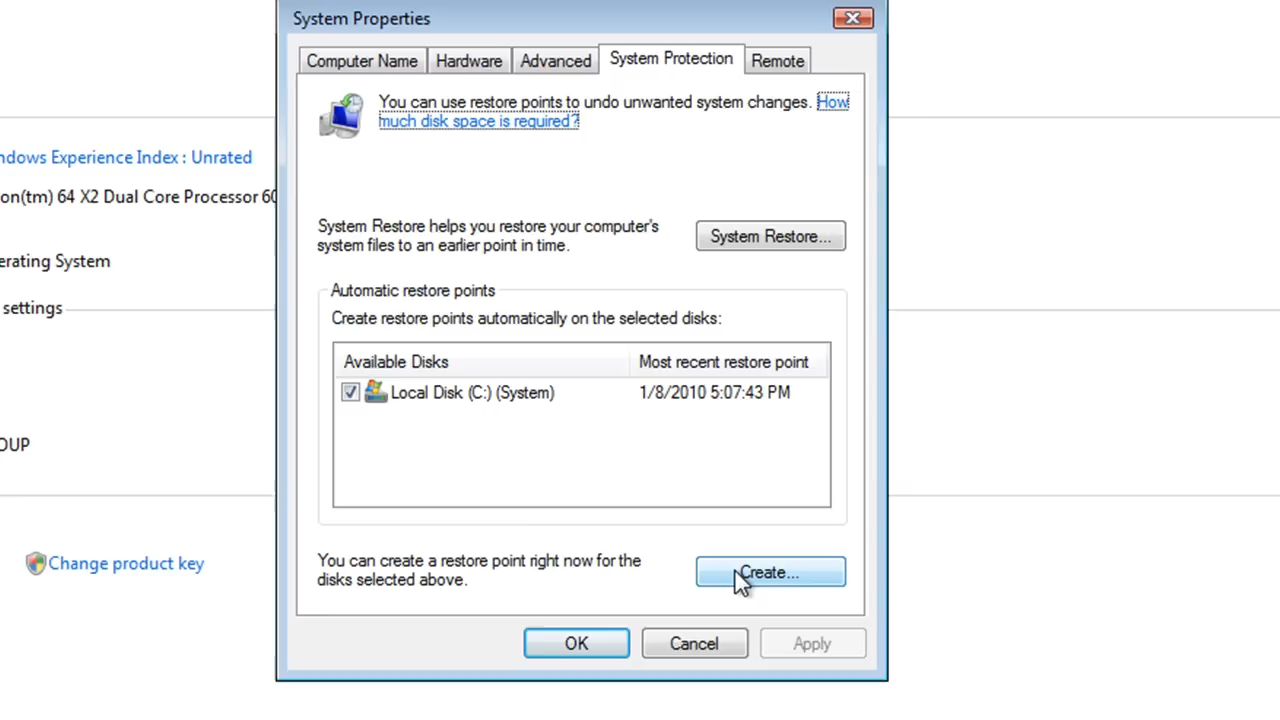 System Properties
Computer Name
Hardware
Advanced
System Protection
Remote
You can use restore points to undo unwanted system changes. How
much disk space is required?
ndows Experience Index : Unrated
on(tm) 64 X2 Dual Core Processor 60
System Restore helps you restore your computer's
system files to an earlier point in time.
System Restore...
erating System
settings
Automatic restore points
Create restore points automatically on the selected disks:
Available Disks
Most recent restore point
Local Disk (C:) (System)
1/8/2010 5:07:43 PM
OUP
You can create a restore point right now for the
disks selected above.
Create...
Change product key
OK
Cancel
Apply